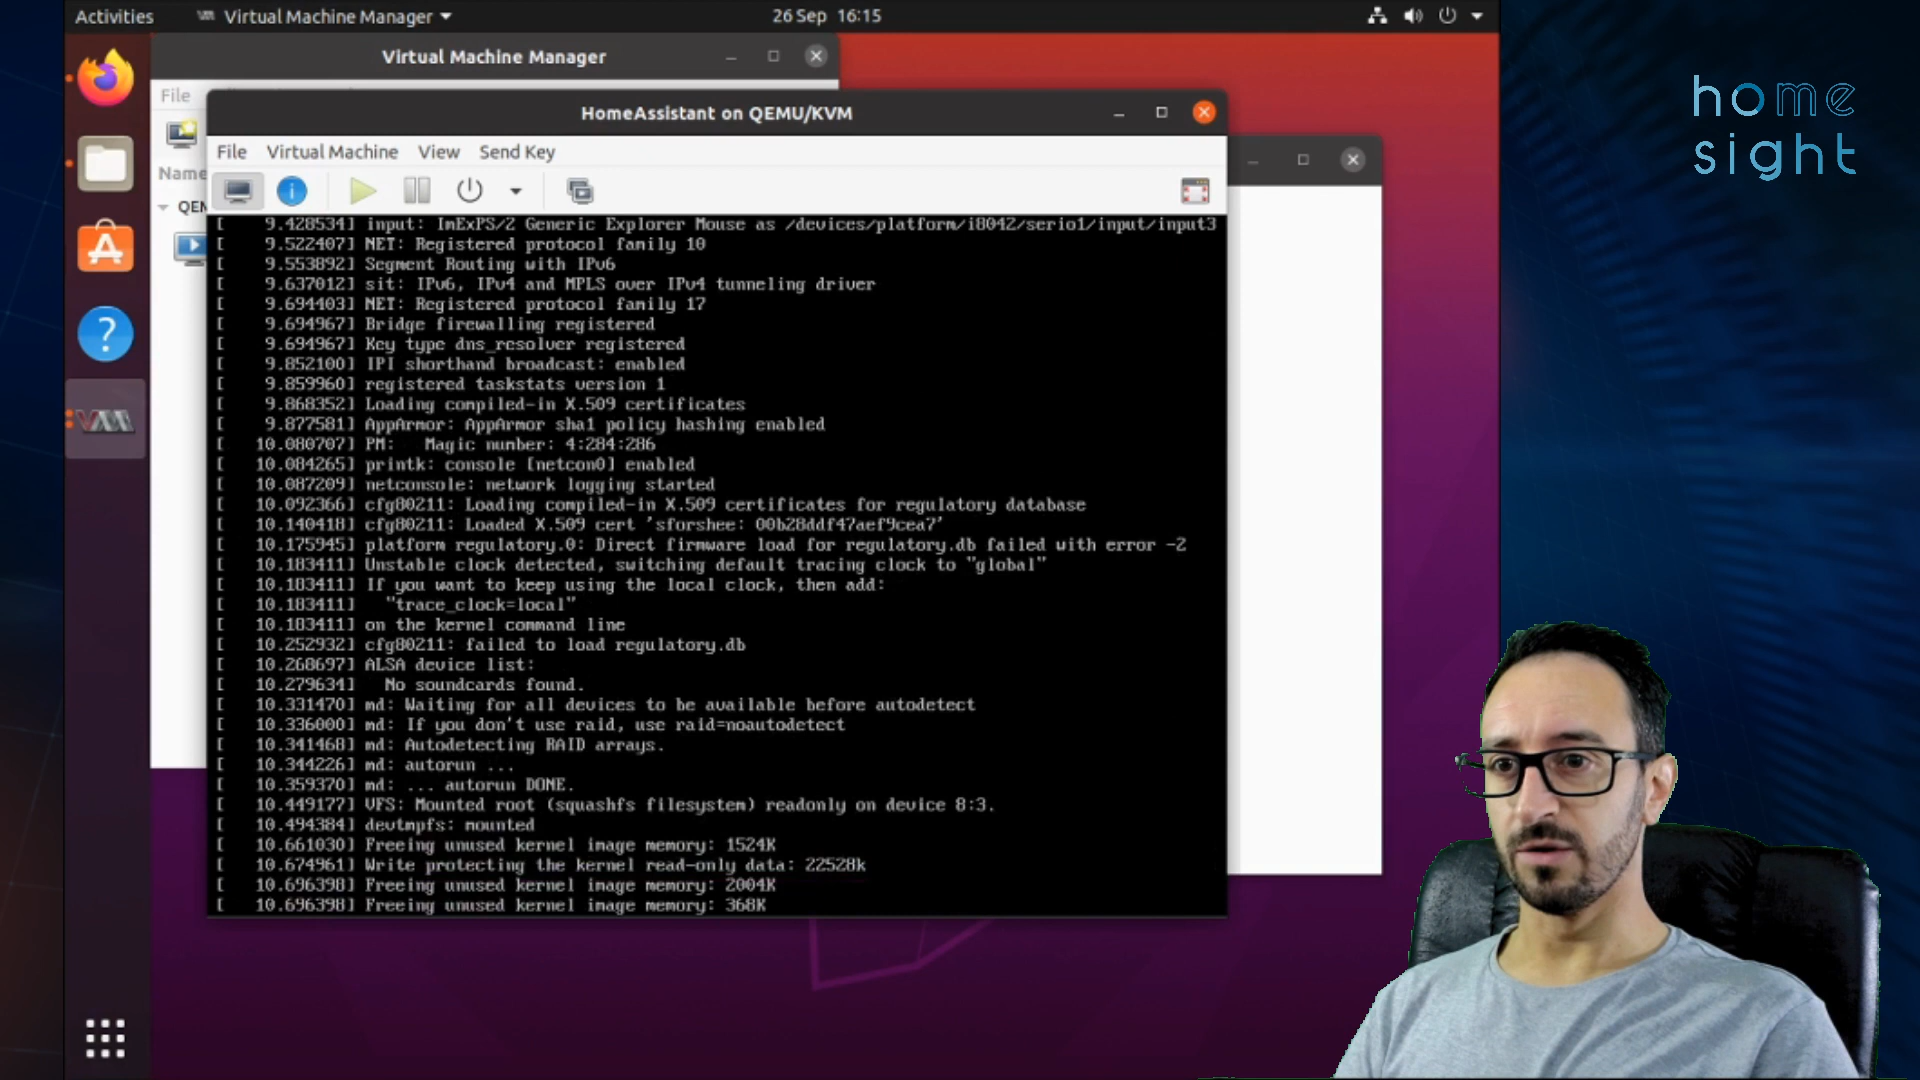 Activities
Virtual Machine Manager
26 Sep 16:15
Virtual Machine Manager
File
HomeAssistant on QEMU/KVM
File Virtual Machine View Send Key
Name
QEM
[    9.428534] input: ImExPS/2 Generic Explorer Mouse as /devices/platform/i8042/serio1/input/input3
[    9.522407] NET: Registered protocol family 10
[    9.553892] Segment Routing with IPv6
[    9.637012] sit: IPv6, IPv4 and MPLS over IPv4 tunneling driver
[    9.694403] NET: Registered protocol family 17
[    9.694967] Bridge firewalling registered
[    9.694967] Key type dns_resolver registered
[    9.852100] IPI shorthand broadcast: enabled
[    9.859960] registered taskstats version 1
[    9.868352] Loading compiled-in X.509 certificates
[    9.877581] AppArmor: AppArmor sha1 policy hashing enabled
[   10.080707] PM:   Magic number: 4:284:286
[   10.084265] printk: console [netcon0] enabled
[   10.087209] netconsole: network logging started
[   10.092366] cfg80211: Loading compiled-in X.509 certificates for regulatory database
[   10.140418] cfg80211: Loaded X.509 cert 'sforshee: 00b28ddf47aef9cea7'
[   10.175945] platform regulatory.0: Direct firmware load for regulatory.db failed with error -2
[   10.183411] Unstable clock detected, switching default tracing clock to "global"
[   10.183411] If you want to keep using the local clock, then add:
[   10.183411]   "trace_clock=local"
[   10.183411] on the kernel command line
[   10.252932] cfg80211: failed to load regulatory.db
[   10.268697] ALSA device list:
[   10.279634]   No soundcards found.
[   10.331470] md: Waiting for all devices to be available before autodetect
[   10.336000] md: If you don't use raid, use raid=noautodetect
[   10.341468] md: Autodetecting RAID arrays.
[   10.344226] md: autorun ...
[   10.359370] md: ... autorun DONE.
[   10.449177] VFS: Mounted root (squashfs filesystem) readonly on device 8:3.
[   10.494384] devtmpfs: mounted
[   10.661030] Freeing unused kernel image memory: 1524K
[   10.674961] Write protecting the kernel read-only data: 22528k
[   10.696398] Freeing unused kernel image memory: 2004K
[   10.696398] Freeing unused kernel image memory: 368K
home
sight